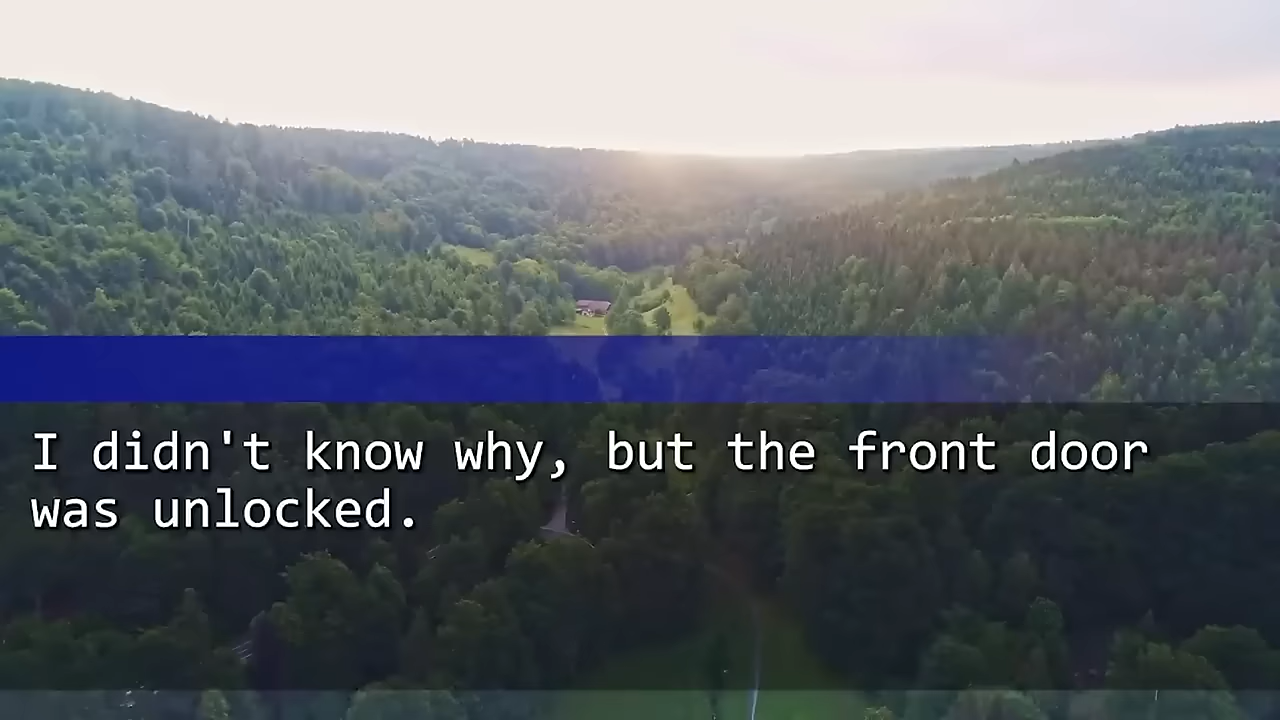 I didn't know why, but the front door
was unlocked.